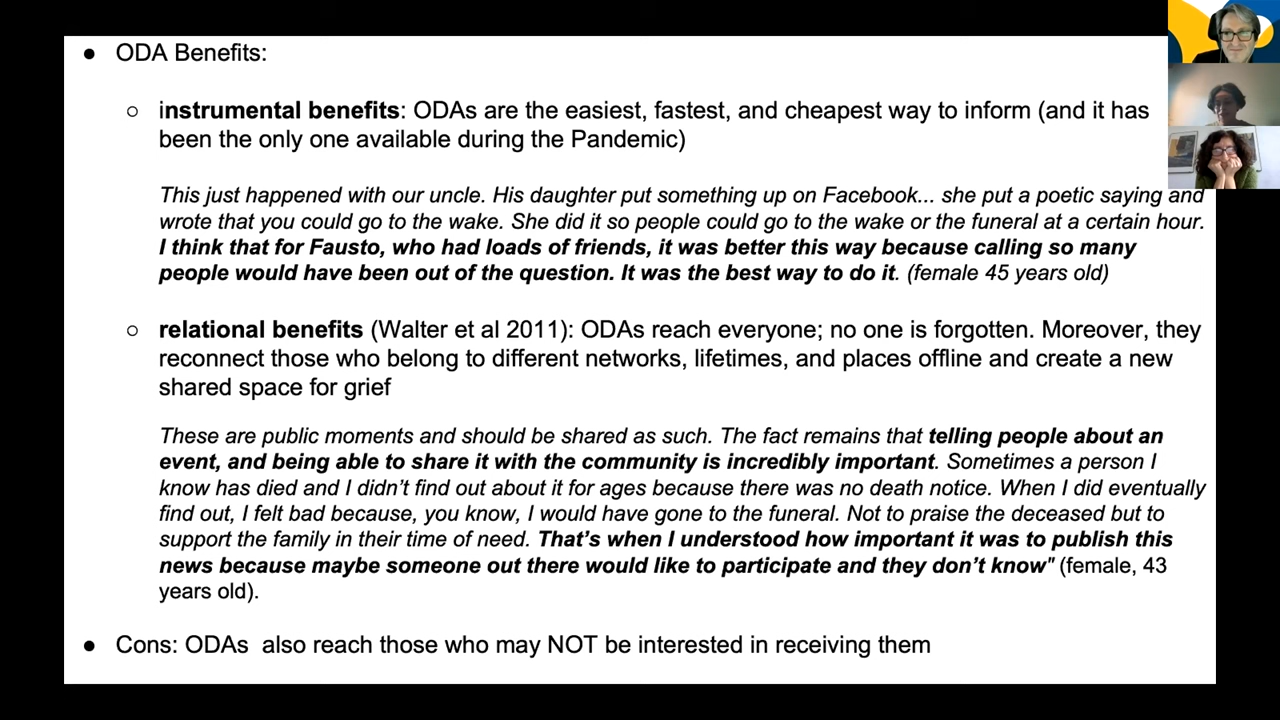 ● ODA Benefits:
○ instrumental benefits: ODAs are the easiest, fastest, and cheapest way to inform (and it has
been the only one available during the Pandemic)
This just happened with our uncle. His daughter put something up on Facebook... she put a poetic saying and
wrote that you could go to the wake. She did it so people could go to the wake or the funeral at a certain hour.
I think that for Fausto, who had loads of friends, it was better this way because calling so many
people would have been out of the question. It was the best way to do it. (female 45 years old)
○ relational benefits (Walter et al 2011): ODAs reach everyone; no one is forgotten. Moreover, they
reconnect those who belong to different networks, lifetimes, and places offline and create a new
shared space for grief
These are public moments and should be shared as such. The fact remains that telling people about an
event, and being able to share it with the community is incredibly important. Sometimes a person I
know has died and I didn’t find out about it for ages because there was no death notice. When I did eventually
find out, I felt bad because, you know, I would have gone to the funeral. Not to praise the deceased but to
support the family in their time of need. That’s when I understood how important it was to publish this
news because maybe someone out there would like to participate and they don’t know" (female, 43
years old).
● Cons: ODAs  also reach those who may NOT be interested in receiving them